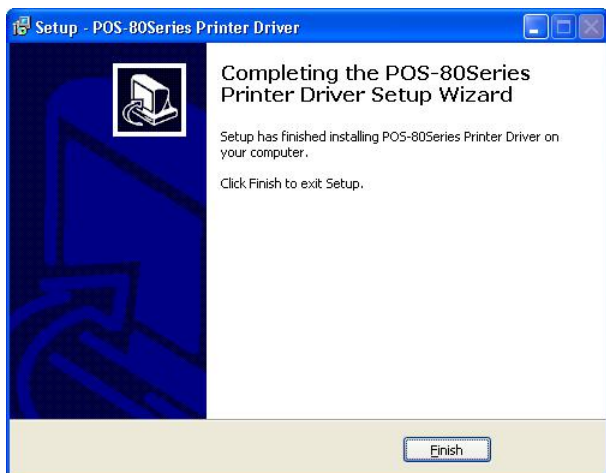 Setup - POS-80Series Printer Driver
Completing the POS-80Series
Printer Driver Setup Wizard
Setup has finished installing POS-80Series Printer Driver on
your computer.
Click Finish to exit Setup.
Finish